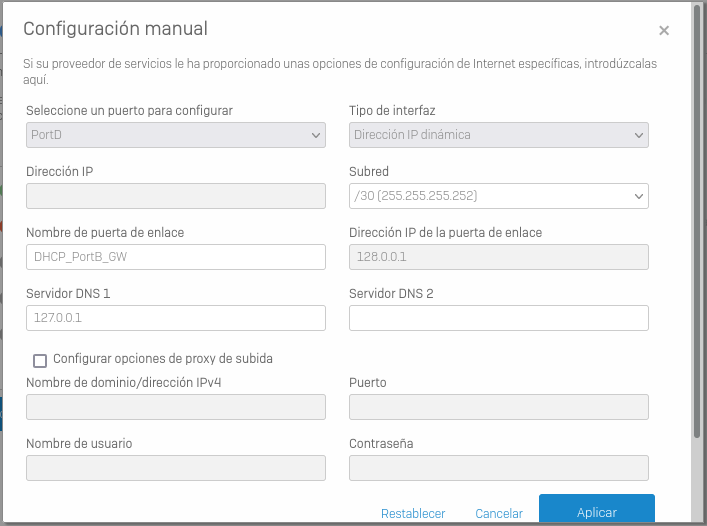 Configuración manual
Si su proveedor de servicios le ha proporcionado unas opciones de configuración de Internet específicas, introdúzcalas
aquí.
Seleccione un puerto para configurar
Tipo de interfaz
PortD
Dirección IP dinámica
Dirección IP
Subred
/30 (255.255.255.252)
Nombre de puerta de enlace
Dirección IP de la puerta de enlace
DHCP_PortB_GW
128.0.0.1
Servidor DNS 1
Servidor DNS 2
127.0.0.1
Configurar opciones de proxy de subida
Nombre de dominio/dirección IPv4
Puerto
Nombre de usuario
Contraseña
Restablecer
Cancelar
Aplicar